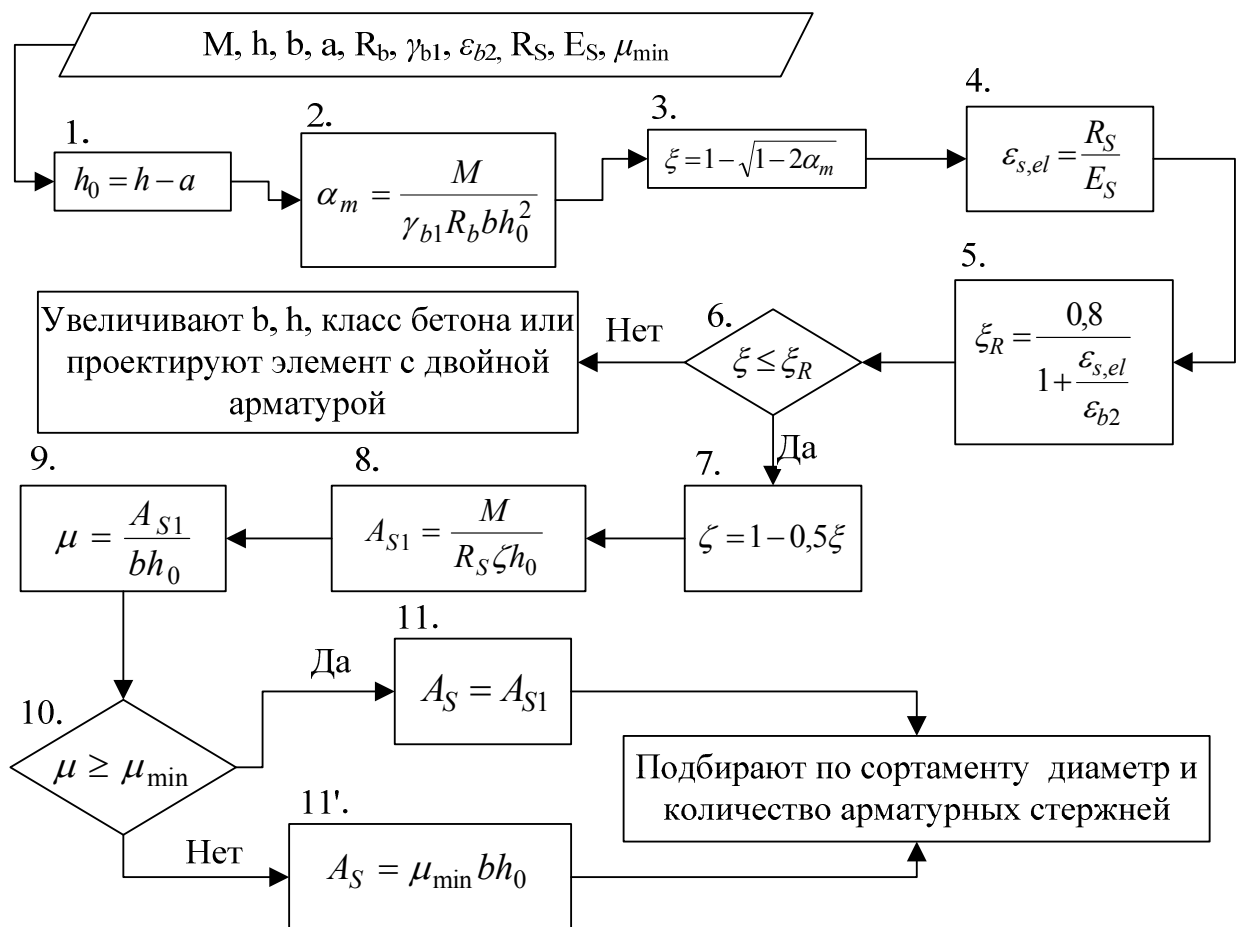 M, h, b, a, R_b, γ_b1, ε_b2, R_S, E_S, μ_min
1.
h_0 = h − a
2.
α_m = M / (γ_b1 R_b b h_0^2)
3.
ξ = 1 − √(1 − 2α_m)
4.
ε_s,el = R_S / E_S
5.
ξ_R = 0,8 / (1 + ε_s,el / ε_b2)
6.
ξ ≤ ξ_R
Нет
Увеличивают b, h, класс бетона или
проектируют элемент с двойной
арматурой
Да
7.
ζ = 1 − 0,5ξ
8.
A_S1 = M / (R_S ζ h_0)
9.
μ = A_S1 / (b h_0)
10.
μ ≥ μ_min
Да
11.
A_S = A_S1
Нет
11'.
A_S = μ_min b h_0
Подбирают по сортаменту диаметр и
количество арматурных стержней